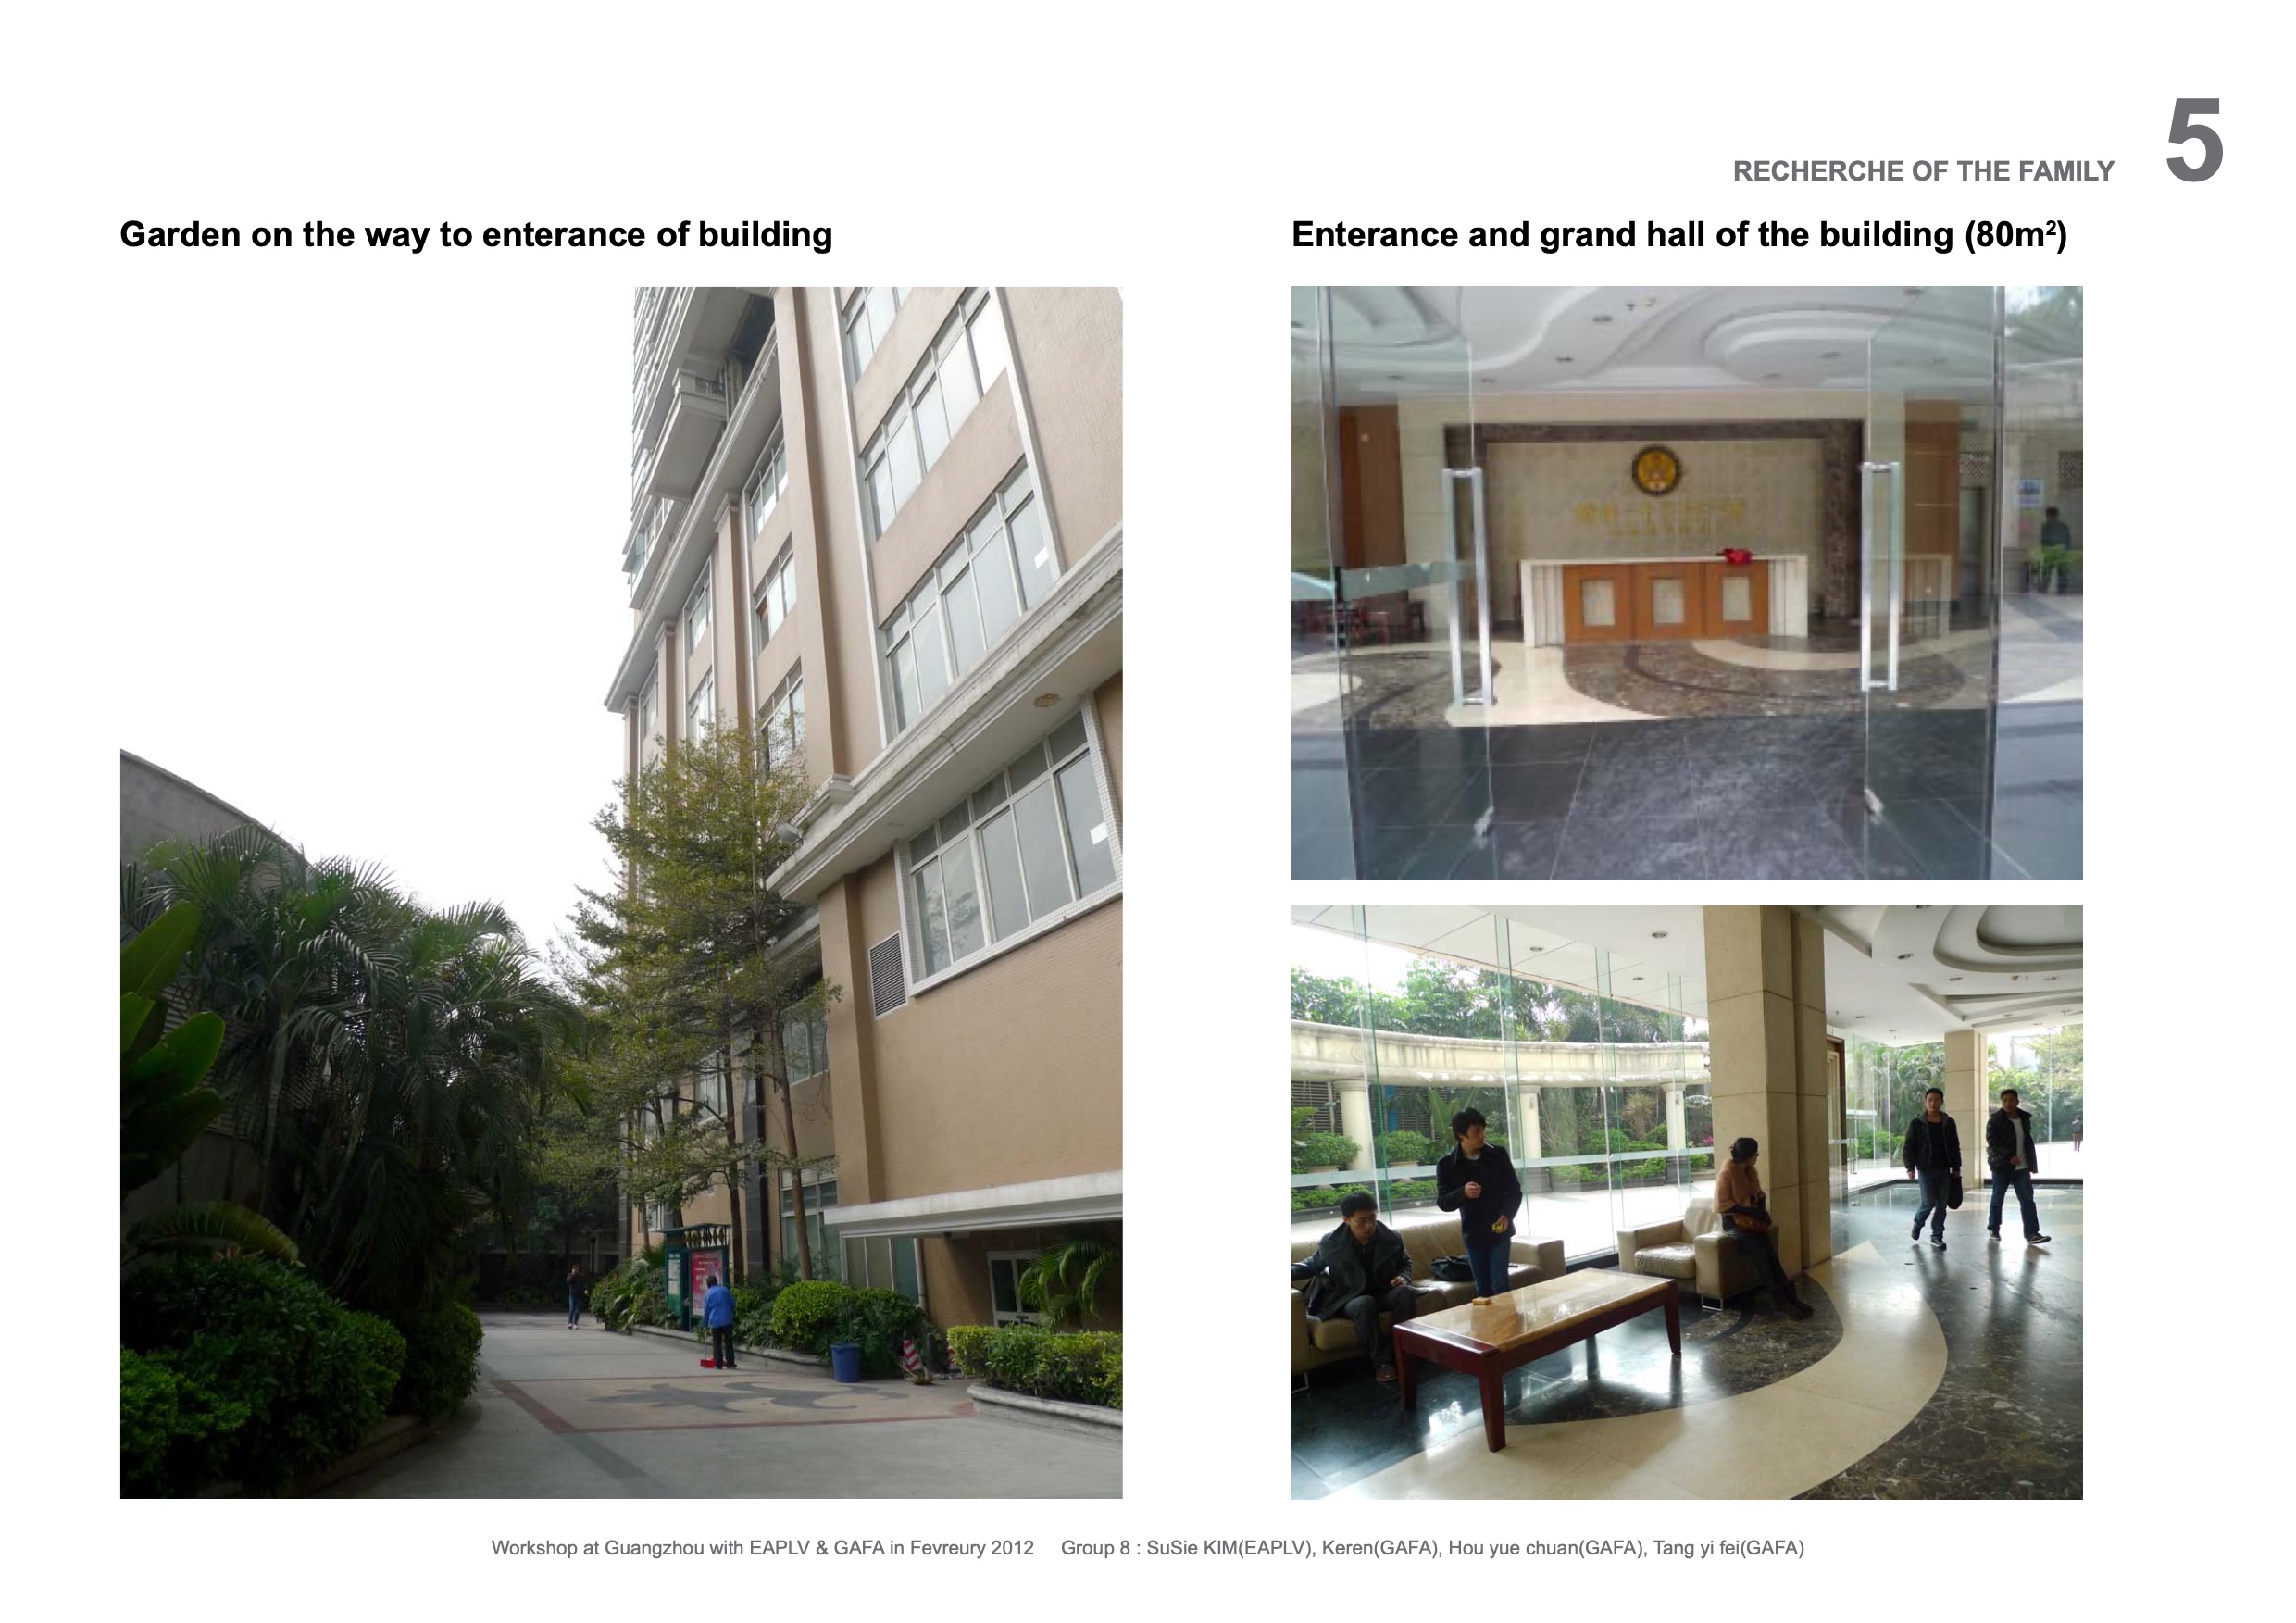 RECHERCHE OF THE FAMILY 5
Garden on the way to enterance of building
Enterance and grand hall of the building (80m²)
Workshop at Guangzhou with EAPLV & GAFA in Fevreury 2012 Group 8 : SuSie KIM(EAPLV), Keren(GAFA), Hou yue chuan(GAFA), Tang yi fei(GAFA)